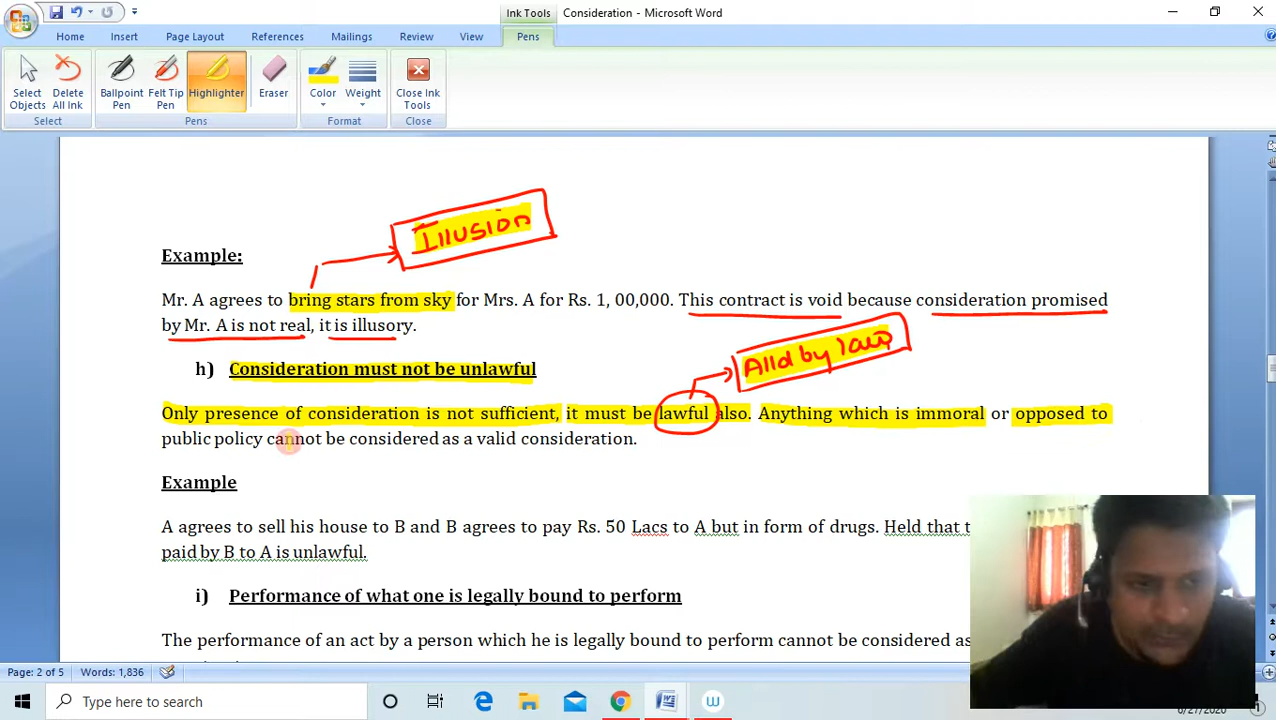 Ink Tools
Consideration - Microsoft Word
Home Insert Page Layout References Mailings Review View Pens
Select Objects
Delete All Ink
Ballpoint Pen
Felt Tip Pen
Highlighter
Eraser
Color
Weight
Close Ink Tools
Select Pens Format Close
Illusion
Example:
Mr. A agrees to bring stars from sky for Mrs. A for Rs. 1, 00,000. This contract is void because consideration promised
by Mr. A is not real, it is illusory.
Alld by law
h) Consideration must not be unlawful
Only presence of consideration is not sufficient, it must be lawful also. Anything which is immoral or opposed to
public policy cannot be considered as a valid consideration.
Example
A agrees to sell his house to B and B agrees to pay Rs. 50 Lacs to A but in form of drugs. Held that
paid by B to A is unlawful.
i) Performance of what one is legally bound to perform
The performance of an act by a person which he is legally bound to perform cannot be considered as
Page: 2 of 5 Words: 1,836
Type here to search
6/27/2020